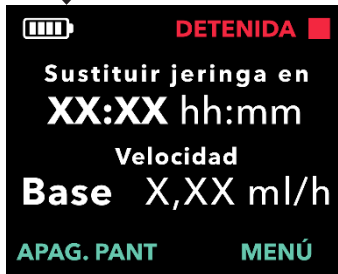 DETENIDA
Sustituir jeringa en
XX:XX hh:mm
Velocidad
Base X,XX ml/h
APAG. PANT MENÚ